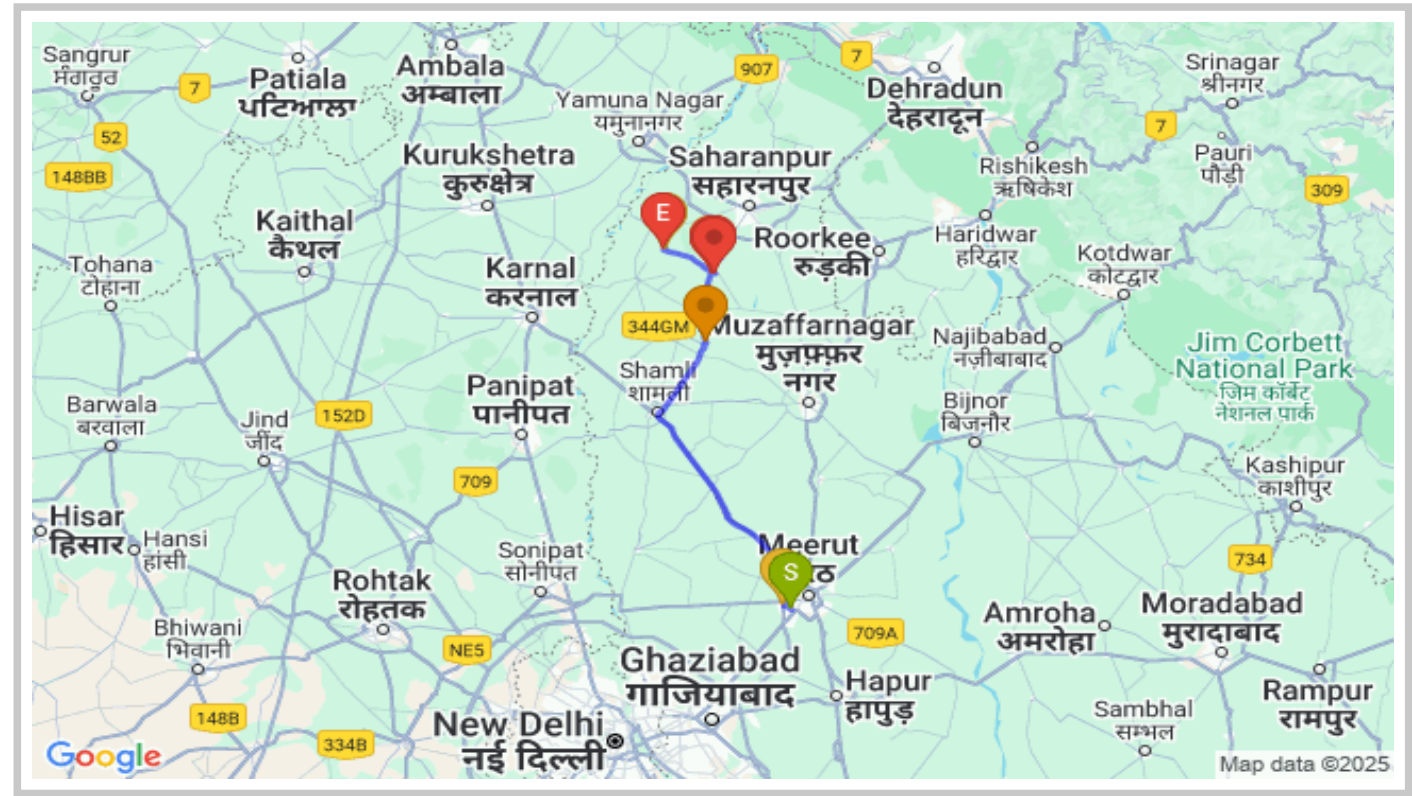 Sangrur
ਸੰਗਰੂਰ
7
Patiala
ਪਟਿਆਲਾ
Ambala
अम्बाला
907
7
Dehradun
देहरादून
Srinagar
श्रीनगर
52
148BB
Yamuna Nagar
यमुनानगर
7
Kurukshetra
कुरुक्षेत्र
Saharanpur
सहारनपुर
Rishikesh
ऋषिकेश
Pauri
पौड़ी
309
Kaithal
कैथल
E
Tohana
टोहाना
Karnal
करनाल
Roorkee
रुड़की
Haridwar
हरिद्वार
Kotdwar
कोटद्वार
344GM
Muzaffarnagar
मुज़फ़्फ़र
नगर
Najibabad
नज़ीबाबाद
Jim Corbett
National Park
जिम कॉर्बेट
नेशनल पार्क
Shamli
शामली
Barwala
बरवाला
Jind
जींद
152D
Panipat
पानीपत
Bijnor
बिजनौर
709
Kashipur
काशीपुर
Hisar
हिसार
Hansi
हांसी
Sonipat
सोनीपत
Meerut
S
734
Rohtak
रोहतक
Bhiwani
भिवानी
NE5
709A
Amroha
अमरोहा
Moradabad
मुरादाबाद
Ghaziabad
गाजियाबाद
Hapur
हापुड़
148B
334B
New Delhi
नई दिल्ली
Sambhal
सम्भल
Rampur
रामपुर
Google
Map data ©2025